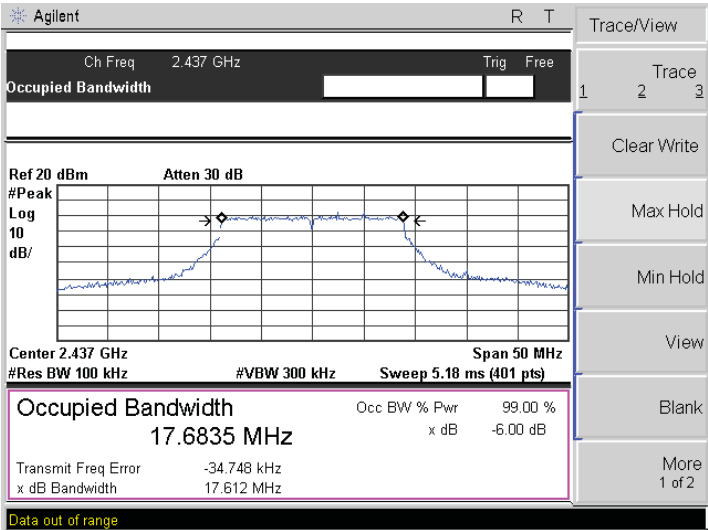 Agilent R T
Trace/View
Ch Freq 2.437 GHz Trig Free
Occupied Bandwidth
Trace
1 2 3
Clear Write
Ref 20 dBm Atten 30 dB
#Peak
Log
10
dB/
Max Hold
Min Hold
Center 2.437 GHz Span 50 MHz
#Res BW 100 kHz #VBW 300 kHz Sweep 5.18 ms (401 pts)
View
Occupied Bandwidth
17.6835 MHz
Occ BW % Pwr 99.00 %
x dB -6.00 dB
Blank
Transmit Freq Error -34.748 kHz
x dB Bandwidth 17.612 MHz
More
1 of 2
Data out of range